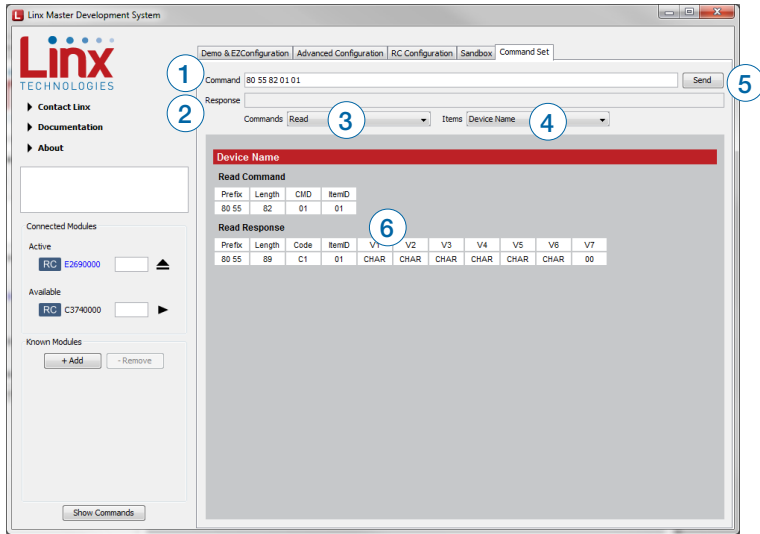 Linx Master Development System
Linx
TECHNOLOGIES
Contact Linx
Documentation
About
Connected Modules
Active
RC E2690000
Available
RC C3740000
Known Modules
+ Add - Remove
Show Commands
Demo & EZConfiguration Advanced Configuration RC Configuration Sandbox Command Set
1 Command 80 55 82 01 01 Send 5
2 Response
Commands Read 3 Items Device Name 4
Device Name
Read Command
Prefix Length CMD ItemID
80 55 82 01 01
Read Response 6
Prefix Length Code ItemID V1 V2 V3 V4 V5 V6 V7
80 55 89 C1 01 CHAR CHAR CHAR CHAR CHAR CHAR 00